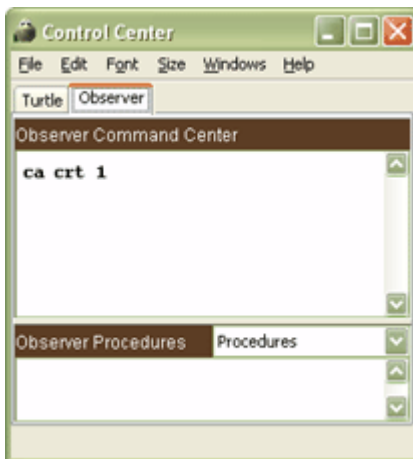 Control Center
File Edit Font Size Windows Help
Turtle Observer
Observer Command Center
ca crt 1
Observer Procedures Procedures